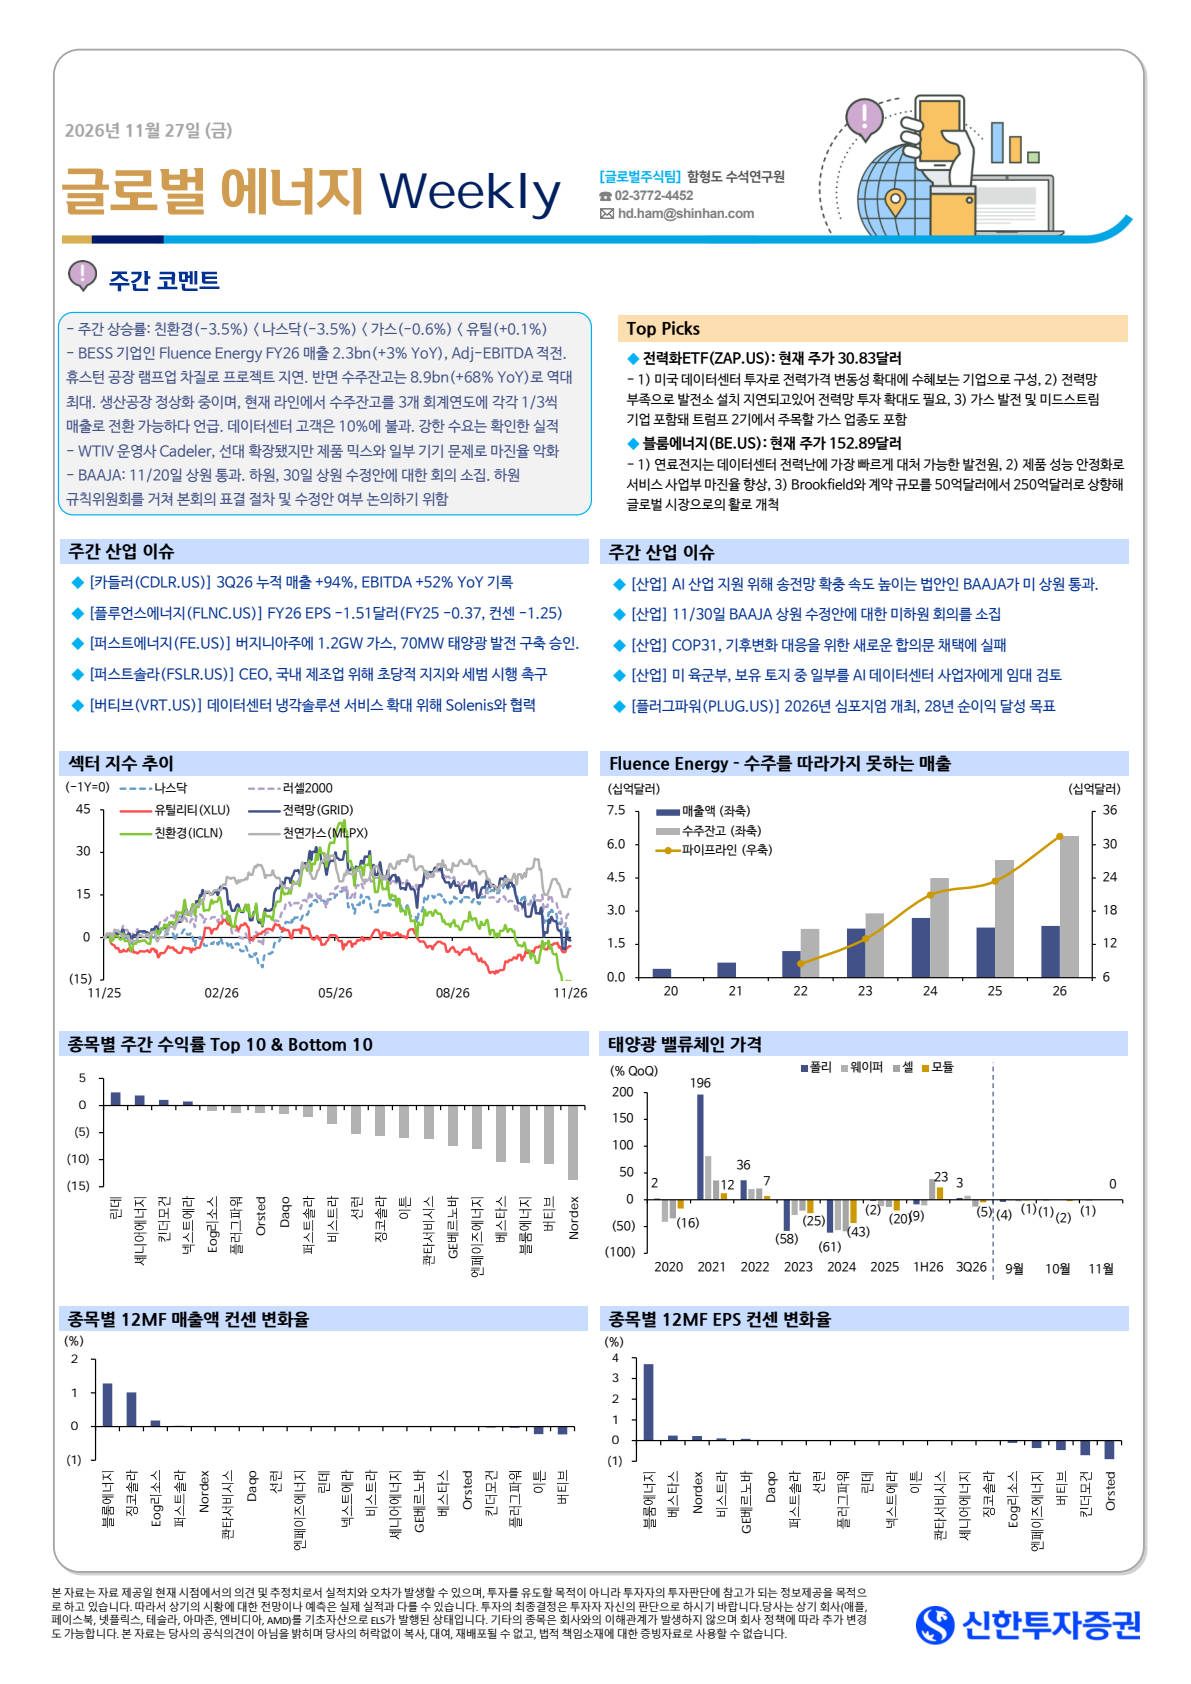 2026년 11월 27일 (금)
글로벌 에너지 Weekly
[글로벌주식팀] 함형도 수석연구원
☎ 02-3772-4452
✉ hd.ham@shinhan.com
주간 코멘트
- 주간 상승률: 친환경(-3.5%) < 나스닥(-3.5%) < 가스(-0.6%) < 유틸(+0.1%)
- BESS 기업인 Fluence Energy FY26 매출 2.3bn(+3% YoY), Adj-EBITDA 적전.
휴스턴 공장 램프업 차질로 프로젝트 지연. 반면 수주잔고는 8.9bn(+68% YoY)로 역대
최대. 생산공장 정상화 중이며, 현재 라인에서 수주잔고를 3개 회계연도에 각각 1/3씩
매출로 전환 가능하다 언급. 데이터센터 고객은 10%에 불과. 강한 수요는 확인한 실적
- WTIV 운영사 Cadeler, 선대 확장됐지만 제품 믹스와 일부 기기 문제로 마진율 악화
- BAAJA: 11/20일 상원 통과. 하원, 30일 상원 수정안에 대한 회의 소집. 하원
규칙위원회를 거쳐 본회의 표결 절차 및 수정안 여부 논의하기 위함
Top Picks
◆ 전력화ETF(ZAP.US): 현재 주가 30.83달러
- 1) 미국 데이터센터 투자로 전력가격 변동성 확대에 수혜보는 기업으로 구성, 2) 전력망
부족으로 발전소 설치 지연되고있어 전력망 투자 확대도 필요, 3) 가스 발전 및 미드스트림
기업 포함돼 트럼프 2기에서 주목할 가스 업종도 포함
◆ 블룸에너지(BE.US): 현재 주가 152.89달러
- 1) 연료전지는 데이터센터 전력난에 가장 빠르게 대처 가능한 발전원, 2) 제품 성능 안정화로
서비스 사업부 마진율 향상, 3) Brookfield와 계약 규모를 50억달러에서 250억달러로 상향해
글로벌 시장으로의 활로 개척
주간 산업 이슈
◆ [카들러(CDLR.US)] 3Q26 누적 매출 +94%, EBITDA +52% YoY 기록
◆ [플루언스에너지(FLNC.US)] FY26 EPS -1.51달러(FY25 -0.37, 컨센 -1.25)
◆ [퍼스트에너지(FE.US)] 버지니아주에 1.2GW 가스, 70MW 태양광 발전 구축 승인.
◆ [퍼스트솔라(FSLR.US)] CEO, 국내 제조업 위해 초당적 지지와 세법 시행 촉구
◆ [버티브(VRT.US)] 데이터센터 냉각솔루션 서비스 확대 위해 Solenis와 협력
주간 산업 이슈
◆ [산업] AI 산업 지원 위해 송전망 확충 속도 높이는 법안인 BAAJA가 미 상원 통과.
◆ [산업] 11/30일 BAAJA 상원 수정안에 대한 미하원 회의를 소집
◆ [산업] COP31, 기후변화 대응을 위한 새로운 합의문 채택에 실패
◆ [산업] 미 육군부, 보유 토지 중 일부를 AI 데이터센터 사업자에게 임대 검토
◆ [플러그파워(PLUG.US)] 2026년 심포지엄 개최, 28년 순이익 달성 목표
섹터 지수 추이
(-1Y=0)
나스닥 러셀2000
유틸리티(XLU) 전력망(GRID)
친환경(ICLN) 천연가스(MLPX)
45
30
15
0
(15)
11/25 02/26 05/26 08/26 11/26
Fluence Energy - 수주를 따라가지 못하는 매출
(십억달러) (십억달러)
매출액 (좌축)
수주잔고 (좌축)
파이프라인 (우축)
7.5 36
6.0 30
4.5 24
3.0 18
1.5 12
0.0 6
20 21 22 23 24 25 26
종목별 주간 수익률 Top 10 & Bottom 10
5
0
(5)
(10)
(15)
린데 세니어에너지 킨더모건 넥스트에라 Eog리소스 플러그파워 Orsted Daqo 퍼스트솔라 비스트라 선런 징코솔라 이튼 콴타서비시스 GE베르노바 엔페이즈에너지 베스타스 블룸에너지 버티브 Nordex
태양광 밸류체인 가격
(% QoQ)
폴리 웨이퍼 셀 모듈
200
150
100
50
0
(50)
(100)
2 (16) 196 12 36 7 (58) (25) (61) (43) (2) (20) (9) 23 3 (5) (4) (1) (1) (2) (1) 0
2020 2021 2022 2023 2024 2025 1H26 3Q26 9월 10월 11월
종목별 12MF 매출액 컨센 변화율
(%)
2
1
0
(1)
블룸에너지 징코솔라 Eog리소스 퍼스트솔라 Nordex 콴타서비시스 Daqo 선런 엔페이즈에너지 린데 넥스트에라 비스트라 세니어에너지 GE베르노바 베스타스 Orsted 킨더모건 플러그파워 이튼 버티브
종목별 12MF EPS 컨센 변화율
(%)
4
3
2
1
0
(1)
블룸에너지 베스타스 Nordex 비스트라 GE베르노바 Daqo 퍼스트솔라 선런 플러그파워 린데 넥스트에라 이튼 콴타서비시스 세니어에너지 징코솔라 Eog리소스 엔페이즈에너지 버티브 킨더모건 Orsted
본 자료는 자료 제공일 현재 시점에서의 의견 및 추정치로서 실적치와 오차가 발생할 수 있으며, 투자를 유도할 목적이 아니라 투자자의 투자판단에 참고가 되는 정보제공을 목적으
로 하고 있습니다. 따라서 상기의 시황에 대한 전망이나 예측은 실제 실적과 다를 수 있습니다. 투자의 최종결정은 투자자 자신의 판단으로 하시기 바랍니다.당사는 상기 회사(애플,
페이스북, 넷플릭스, 테슬라, 아마존, 엔비디아, AMD)를 기초자산으로 ELS가 발행된 상태입니다. 기타의 종목은 회사와의 이해관계가 발생하지 않으며 회사 정책에 따라 추가 변경
도 가능합니다. 본 자료는 당사의 공식의견이 아님을 밝히며 당사의 허락없이 복사, 대여, 재배포될 수 없고, 법적 책임소재에 대한 증빙자료로 사용할 수 없습니다.
신한투자증권